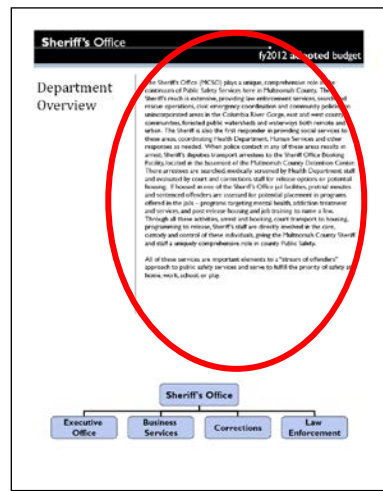 Sheriff's Office
fy2012 adopted budget
Department
Overview
The Sheriff's Office (MCSO) plays a unique, comprehensive role in the
continuum of Public Safety Services here in Multnomah County. The
Sheriff's reach is extensive, providing law enforcement services, search and
rescue operations, civic emergency coordination and community policing in
unincorporated areas in the Columbia River Gorge, east and west county
communities, forested public watersheds and waterways both remote and
urban. The Sheriff is also the first responder in providing social services to
these areas, coordinating Health Department, Human Services and other
responses as needed. When police contact in any of these areas results in
arrest, Sheriff's deputies transport arrestees to the Sheriff Office Booking
Facility, located in the basement of the Multnomah County Detention Center.
There arrestees are searched, medically screened by Health Department staff
and evaluated by court and corrections staff for release options or potential
housing. If housed in one of the Sheriff's Office jail facilities, pretrial inmates
and sentenced offenders are assessed for potential placement in programs
offered in the jails – programs targeting mental health, addiction treatment
and services, and post release housing and job training to name a few.
Through all these activities, arrest and booking, court transport to housing,
programming to release, Sheriff's staff are directly involved in the care,
custody and control of these individuals, giving the Multnomah County Sheriff
and staff a uniquely comprehensive role in county Public Safety.
All of these services are important elements to a "stream of offenders"
approach to public safety services and serve to fulfill the priority of safety at
home, work, school, or play.
Sheriff's Office
Executive Office
Business Services
Corrections
Law Enforcement